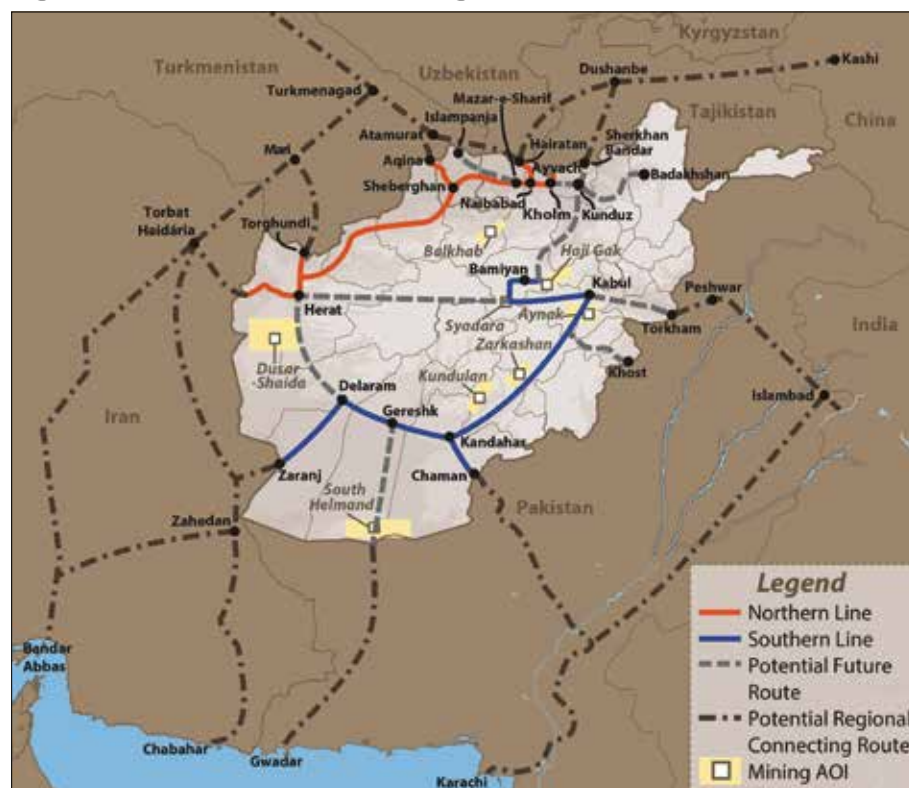 Kyrgyzstan
Kashi
Dushanbe
Uzbekistan
Turkmenistan
Turkmenagad
Mazar-e-Sharif
Islampanja
Tajikistan
China
Atamurat
Hairatan
Sherkhan
Bandar
Aqina
Ayvach
Mari
Badakhshan
Sheberghan
Naibabad
Kholm
Kunduz
Torbat
Haidária
Torghundi
Balkhab
Haji Gak
Bamiyan
Kabul
Peshwar
Herat
Syadara
Aynak
Torkham
India
Zarkashan
Dusar
-Shaida
Kundulan
Khost
Delaram
Islambad
Iran
Gereshk
Kandahas
Zaranj
Chaman
South
Helmand
Pakistan
Zahedan
Legend
Northern Line
Southern Line
Potential Future
Route
Potential Regional
Connecting Route
Mining AOI
Bandar
Abbas
Chabahar
Gwadar
Karachi